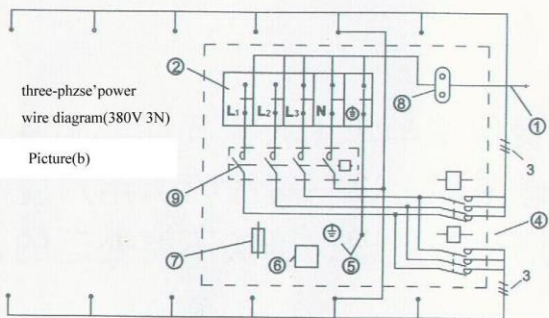 three-phzse'power
wire diagram(380V 3N)
Picture(b)
②
L1 L2 L3 N
⑧
①
3
⑨
④
⑦
⑥
⑤
3